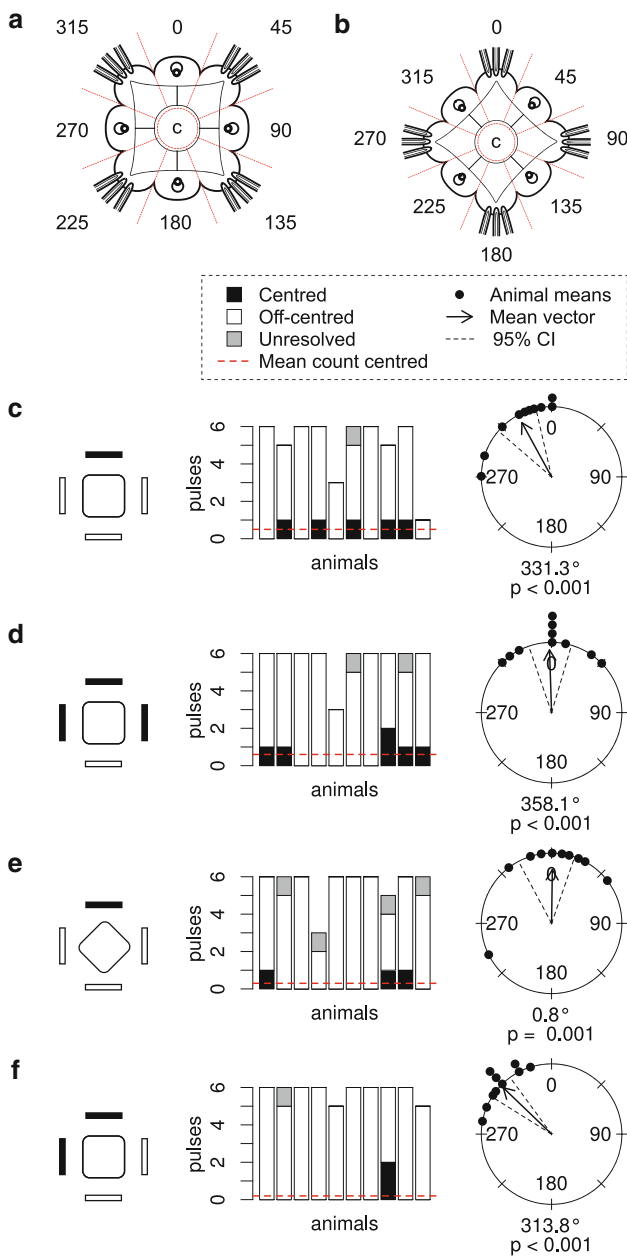 a
315 0 45
270 C 90
225 180 135
b
0
315 45
270 C 90
225 135
180
Centred
Off-centred
Unresolved
Mean count centred
Animal means
Mean vector
95% CI
c
pulses
0 2 4 6
animals
0
270 90
180
331.3°
p < 0.001
d
pulses
0 2 4 6
animals
0
270 90
180
358.1°
p < 0.001
e
pulses
0 2 4 6
animals
0
270 90
180
0.8°
p = 0.001
f
pulses
0 2 4 6
animals
0
270 90
180
313.8°
p < 0.001